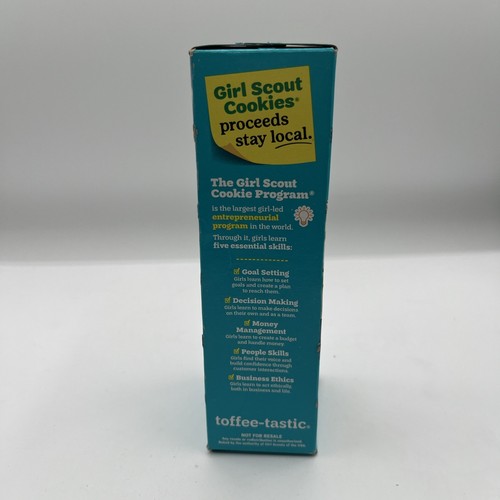 Girl Scout
Cookies®
proceeds
stay local.
The Girl Scout
Cookie Program®
is the largest girl-led
entrepreneurial
program in the world.
Through it, girls learn
five essential skills:
Goal Setting
Girls learn how to set
goals and create a plan
to reach them.
Decision Making
Girls learn to make decisions
on their own and as a team.
Money
Management
Girls learn to create a budget
and handle money.
People Skills
Girls find their voice and
build confidence through
customer interactions.
Business Ethics
Girls learn to act ethically,
both in business and life.
toffee-tastic®
NOT FOR RESALE